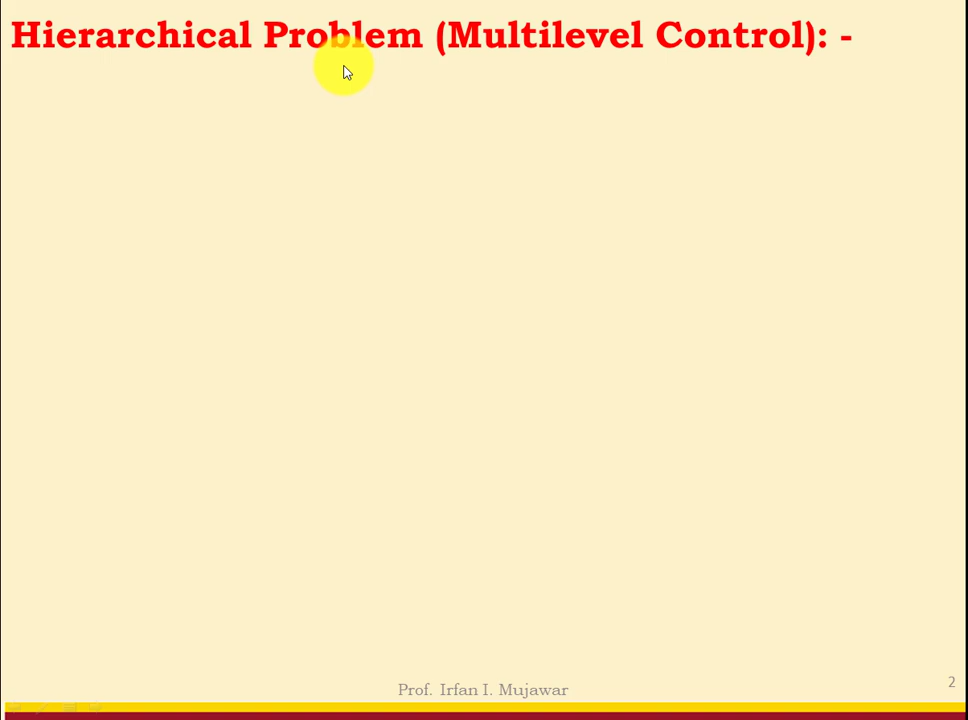 Hierarchical Problem (Multilevel Control): -
Prof. Irfan I. Mujawar
2